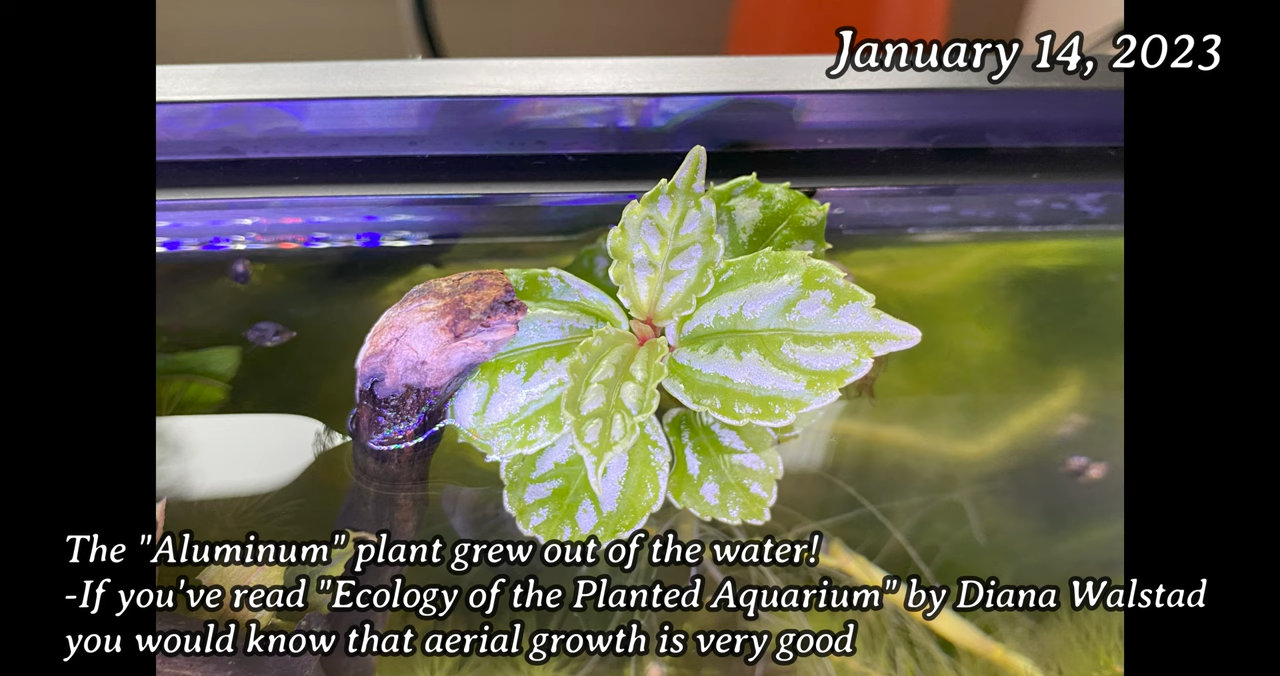 January 14, 2023
The "Aluminum" plant grew out of the water!
-If you've read "Ecology of the Planted Aquarium" by Diana Walstad
you would know that aerial growth is very good